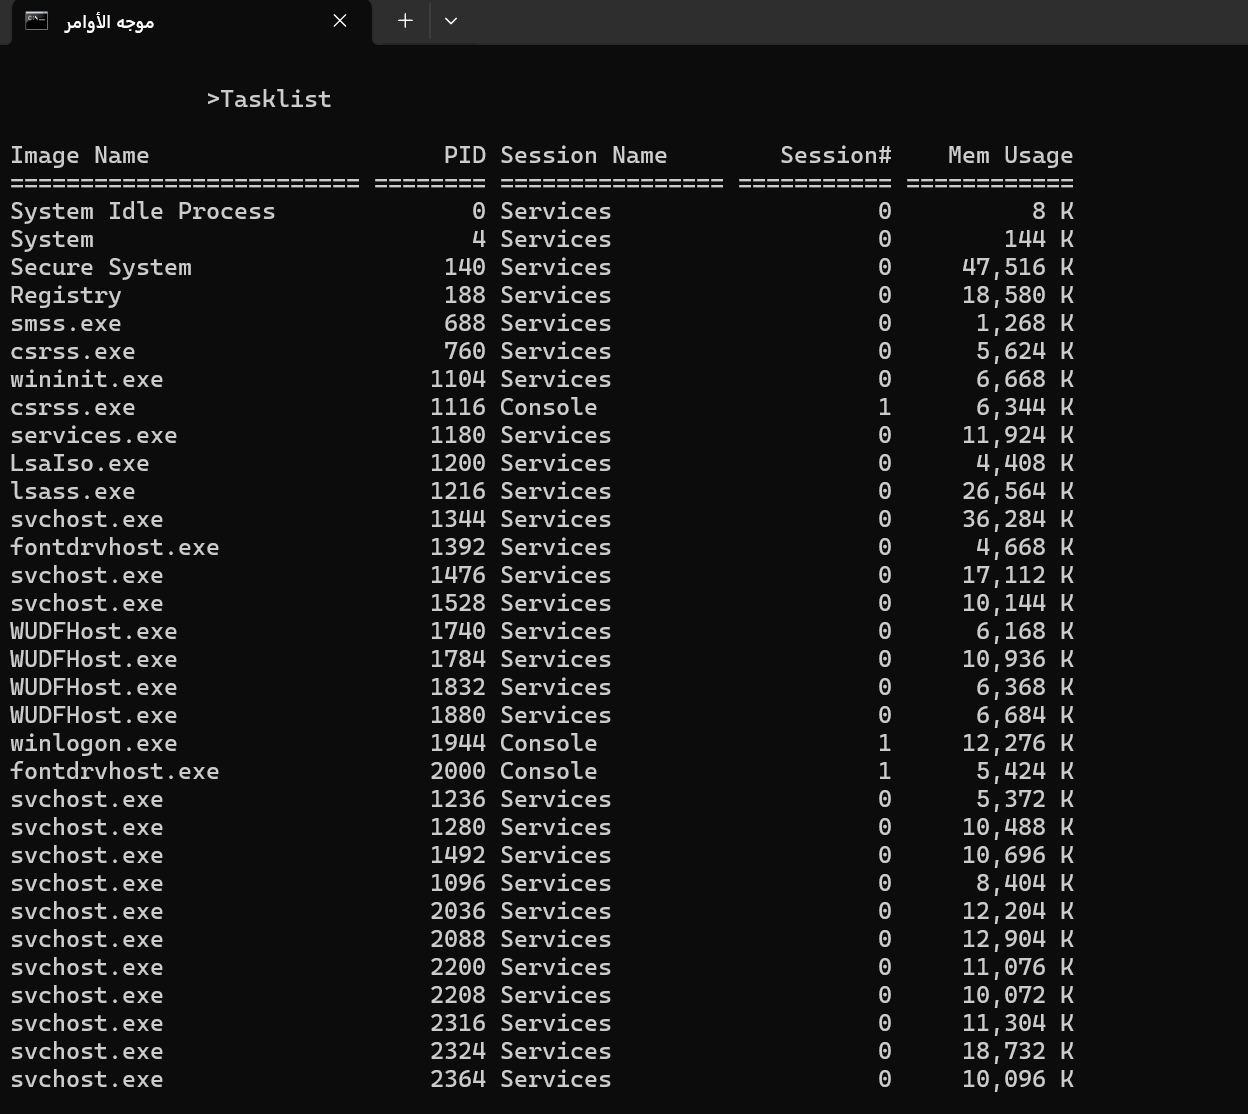 موجه الأوامر
>Tasklist
Image Name                     PID Session Name        Session#    Mem Usage
========================= ======== ================ =========== ============
System Idle Process              0 Services                   0          8 K
System                           4 Services                   0        144 K
Secure System                  140 Services                   0     47,516 K
Registry                       188 Services                   0     18,580 K
smss.exe                       688 Services                   0      1,268 K
csrss.exe                      760 Services                   0      5,624 K
wininit.exe                   1104 Services                   0      6,668 K
csrss.exe                     1116 Console                    1      6,344 K
services.exe                  1180 Services                   0     11,924 K
LsaIso.exe                    1200 Services                   0      4,408 K
lsass.exe                     1216 Services                   0     26,564 K
svchost.exe                   1344 Services                   0     36,284 K
fontdrvhost.exe               1392 Services                   0      4,668 K
svchost.exe                   1476 Services                   0     17,112 K
svchost.exe                   1528 Services                   0     10,144 K
WUDFHost.exe                  1740 Services                   0      6,168 K
WUDFHost.exe                  1784 Services                   0     10,936 K
WUDFHost.exe                  1832 Services                   0      6,368 K
WUDFHost.exe                  1880 Services                   0      6,684 K
winlogon.exe                  1944 Console                    1     12,276 K
fontdrvhost.exe               2000 Console                    1      5,424 K
svchost.exe                   1236 Services                   0      5,372 K
svchost.exe                   1280 Services                   0     10,488 K
svchost.exe                   1492 Services                   0     10,696 K
svchost.exe                   1096 Services                   0      8,404 K
svchost.exe                   2036 Services                   0     12,204 K
svchost.exe                   2088 Services                   0     12,904 K
svchost.exe                   2200 Services                   0     11,076 K
svchost.exe                   2208 Services                   0     10,072 K
svchost.exe                   2316 Services                   0     11,304 K
svchost.exe                   2324 Services                   0     18,732 K
svchost.exe                   2364 Services                   0     10,096 K